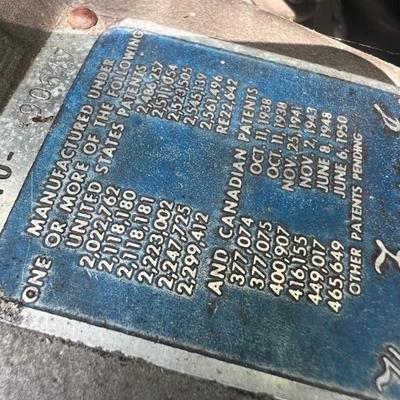 MANUFACTURED UNDER
ONE OR MORE OF THE FOLLOWING
UNITED STATES PATENTS
2,022,762 2,486,257
2,118,180 2,511,054
2,118,181 2,523,505
2,223,002 2,543,139
2,247,725 2,561,496
2,299,412 RE22,642
AND CANADIAN PATENTS
377,074 OCT. 11, 1938
377,075 OCT. 11, 1938
400,907 NOV. 25, 1941
416,155 NOV. 2, 1943
449,017 JUNE 8, 1948
465,649 JUNE 6, 1950
OTHER PATENTS PENDING